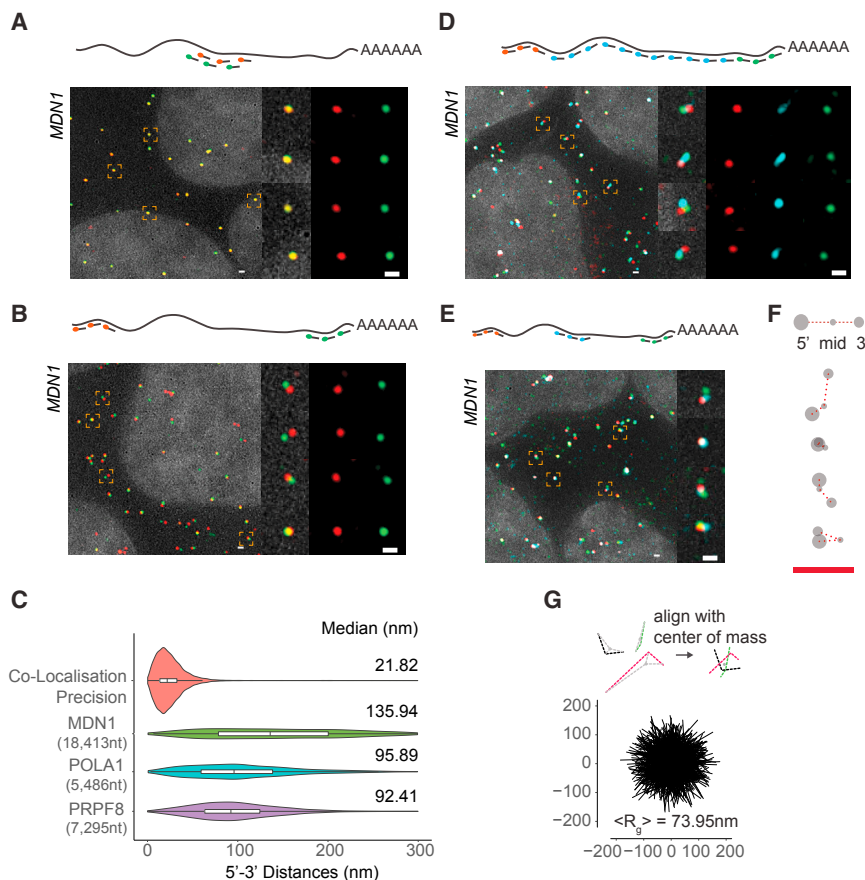 A
AAAAAA
MDN1
B
AAAAAA
MDN1
C
Median (nm)
Co-Localisation
Precision
21.82
MDN1
(18,413nt)
135.94
POLA1
(5,486nt)
95.89
PRPF8
(7,295nt)
92.41
0 100 200 300
5'-3' Distances (nm)
D
AAAAAA
MDN1
E
AAAAAA
MDN1
F
5' mid 3
G
align with
center of mass
200
100
0
−100
−200
<Rg> = 73.95nm
−200 −100 0 100 200